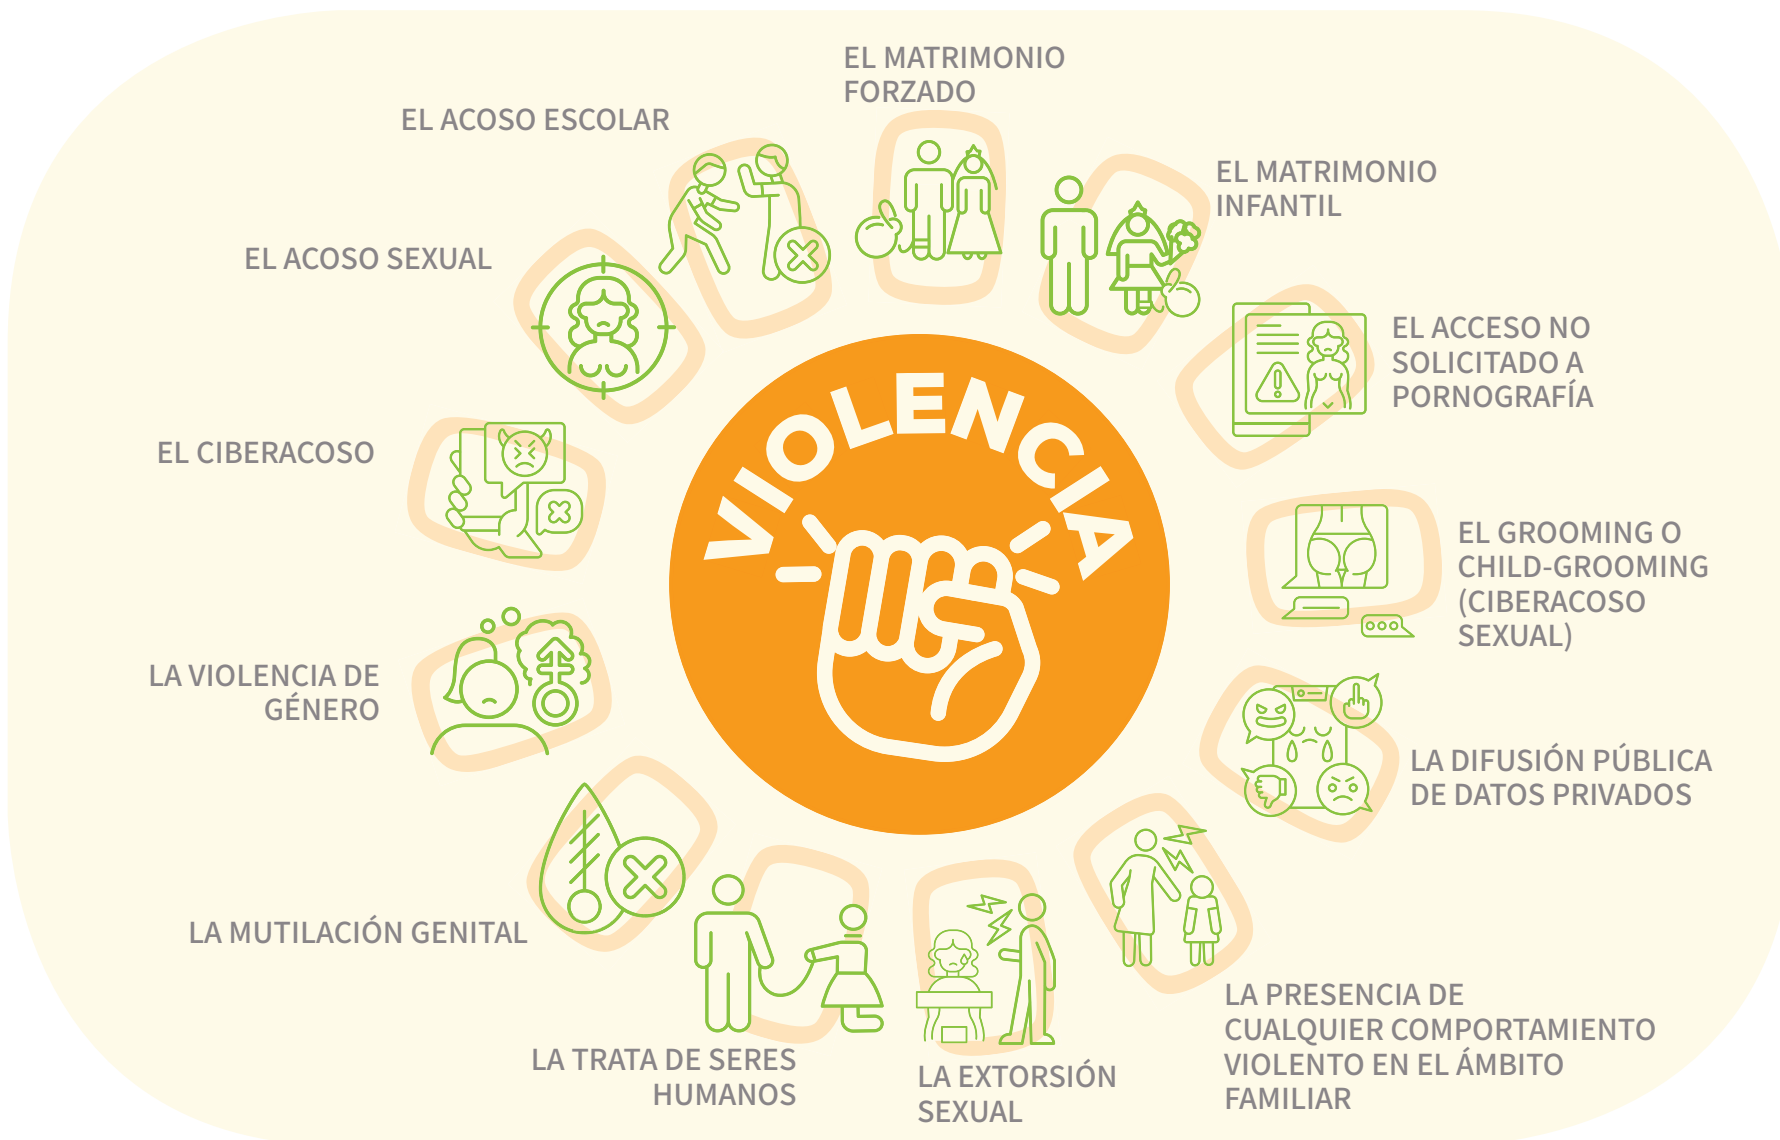 EL MATRIMONIO
FORZADO
EL ACOSO ESCOLAR
EL MATRIMONIO
INFANTIL
EL ACOSO SEXUAL
EL ACCESO NO
SOLICITADO A
PORNOGRAFÍA
EL CIBERACOSO
VIOLENCIA
EL GROOMING O
CHILD-GROOMING
(CIBERACOSO
SEXUAL)
LA VIOLENCIA DE
GÉNERO
LA DIFUSIÓN PÚBLICA
DE DATOS PRIVADOS
LA MUTILACIÓN GENITAL
LA TRATA DE SERES
HUMANOS
LA EXTORSIÓN
SEXUAL
LA PRESENCIA DE
CUALQUIER COMPORTAMIENTO
VIOLENTO EN EL ÁMBITO
FAMILIAR